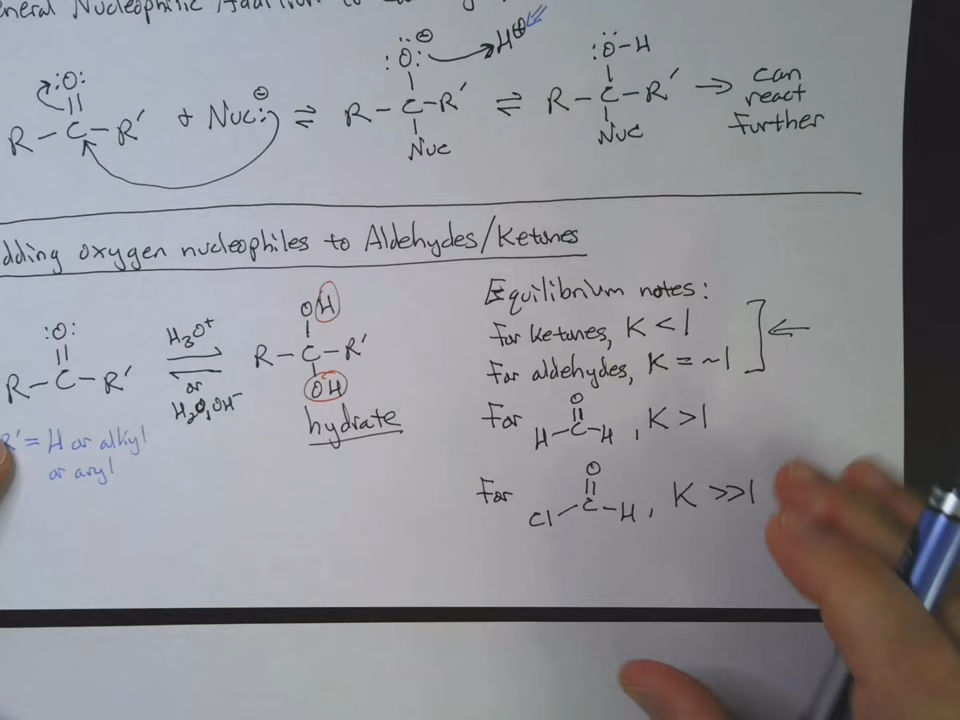 eneral Nucleophilic Addition to
:O:
‖
R – C – R' + Nuc: ⊖ ⇌
:O: ⊖ H⊕
R – C – R'
Nuc
⇌
:O – H
R – C – R'
Nuc
→ can
react
further
dding oxygen nucleophiles to Aldehydes/Ketones
:O:
‖
R – C – R'
H3O+
or
H2O, OH-
OH
R – C – R'
OH
hydrate
R' = H or alkyl
or aryl
Equilibrium notes:
For ketones, K < 1
For aldehydes, K = ~1
For H – C – H, K > 1
O
‖
For Cl – C – H, K >> 1
O
‖